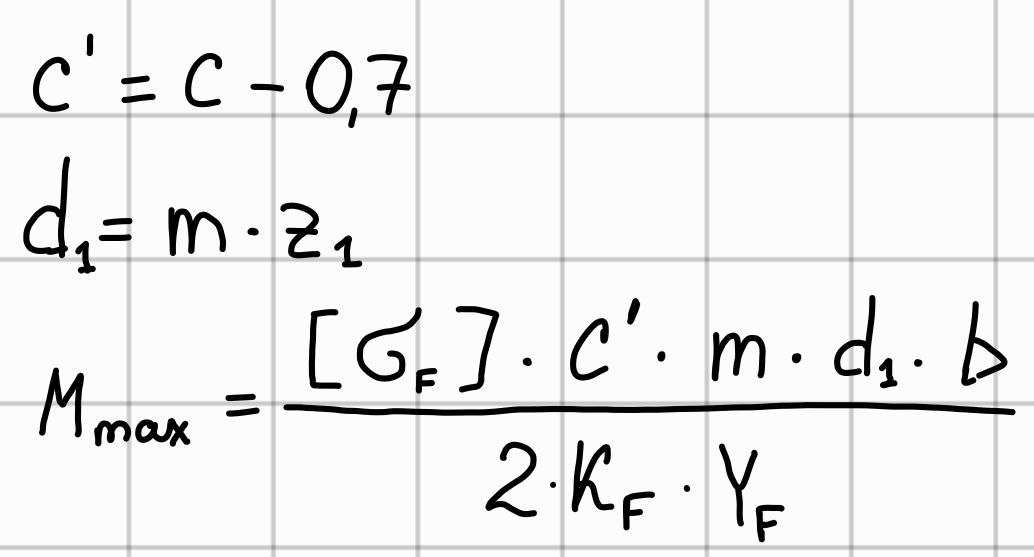 c' = c - 0,7
d₁ = m · z₁
M_max = ([σ_F] · c' · m · d₁ · b) / (2 · K_F · Y_F)